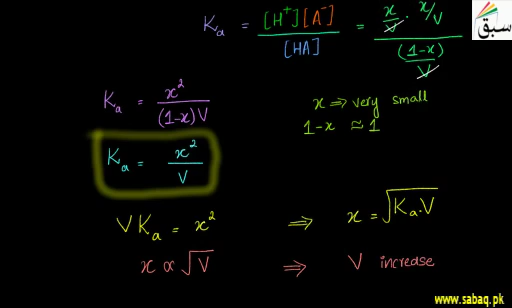 سبق
Ka = [H⁺][A⁻] / [HA] = x/V · x/V / (1-x)/V
Ka = x² / (1-x)V
x ⇒ very small
1-x ≈ 1
Ka = x² / V
V Ka = x² ⇒ x = √Ka.V
x ∝ √V ⇒ V increase
www.sabaq.pk